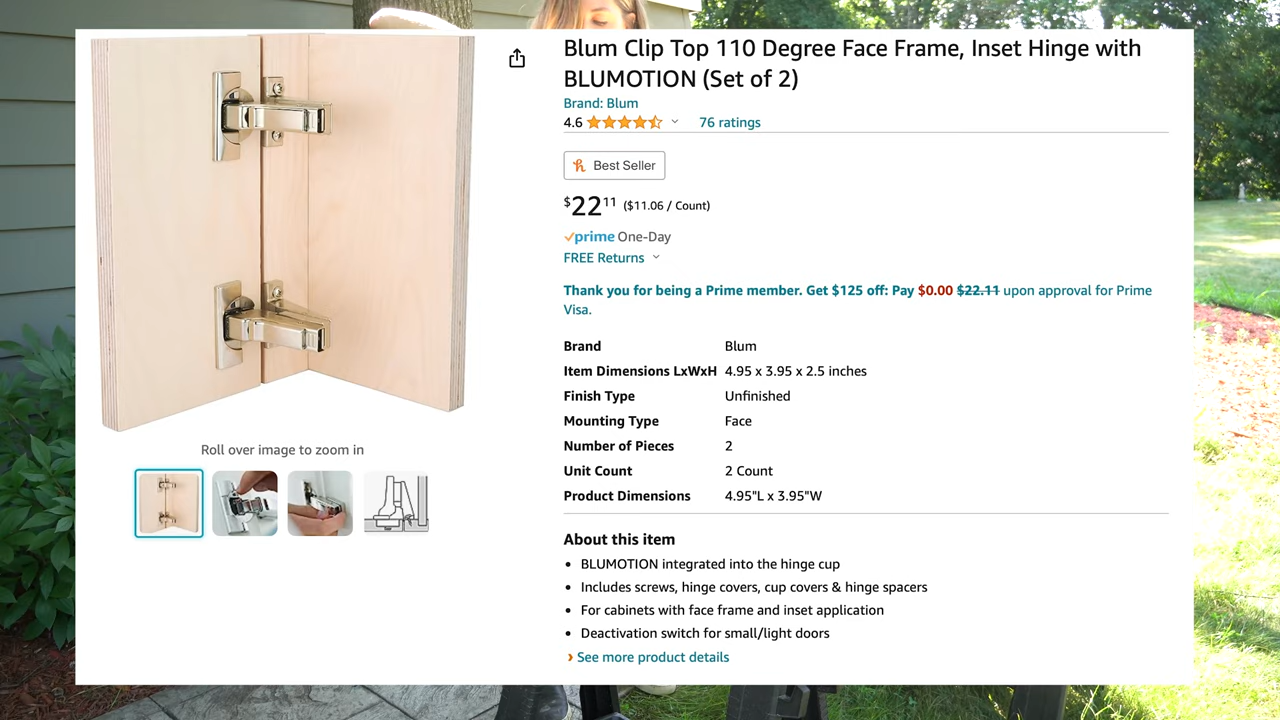 Blum Clip Top 110 Degree Face Frame, Inset Hinge with
BLUMOTION (Set of 2)
Brand: Blum
4.6 76 ratings
Best Seller
$22 11 ($11.06 / Count)
prime One-Day
FREE Returns
Thank you for being a Prime member. Get $125 off: Pay $0.00 $22.11 upon approval for Prime
Visa.
Brand Blum
Item Dimensions LxWxH 4.95 x 3.95 x 2.5 inches
Finish Type Unfinished
Mounting Type Face
Number of Pieces 2
Unit Count 2 Count
Product Dimensions 4.95"L x 3.95"W
About this item
• BLUMOTION integrated into the hinge cup
• Includes screws, hinge covers, cup covers & hinge spacers
• For cabinets with face frame and inset application
• Deactivation switch for small/light doors
› See more product details
Roll over image to zoom in